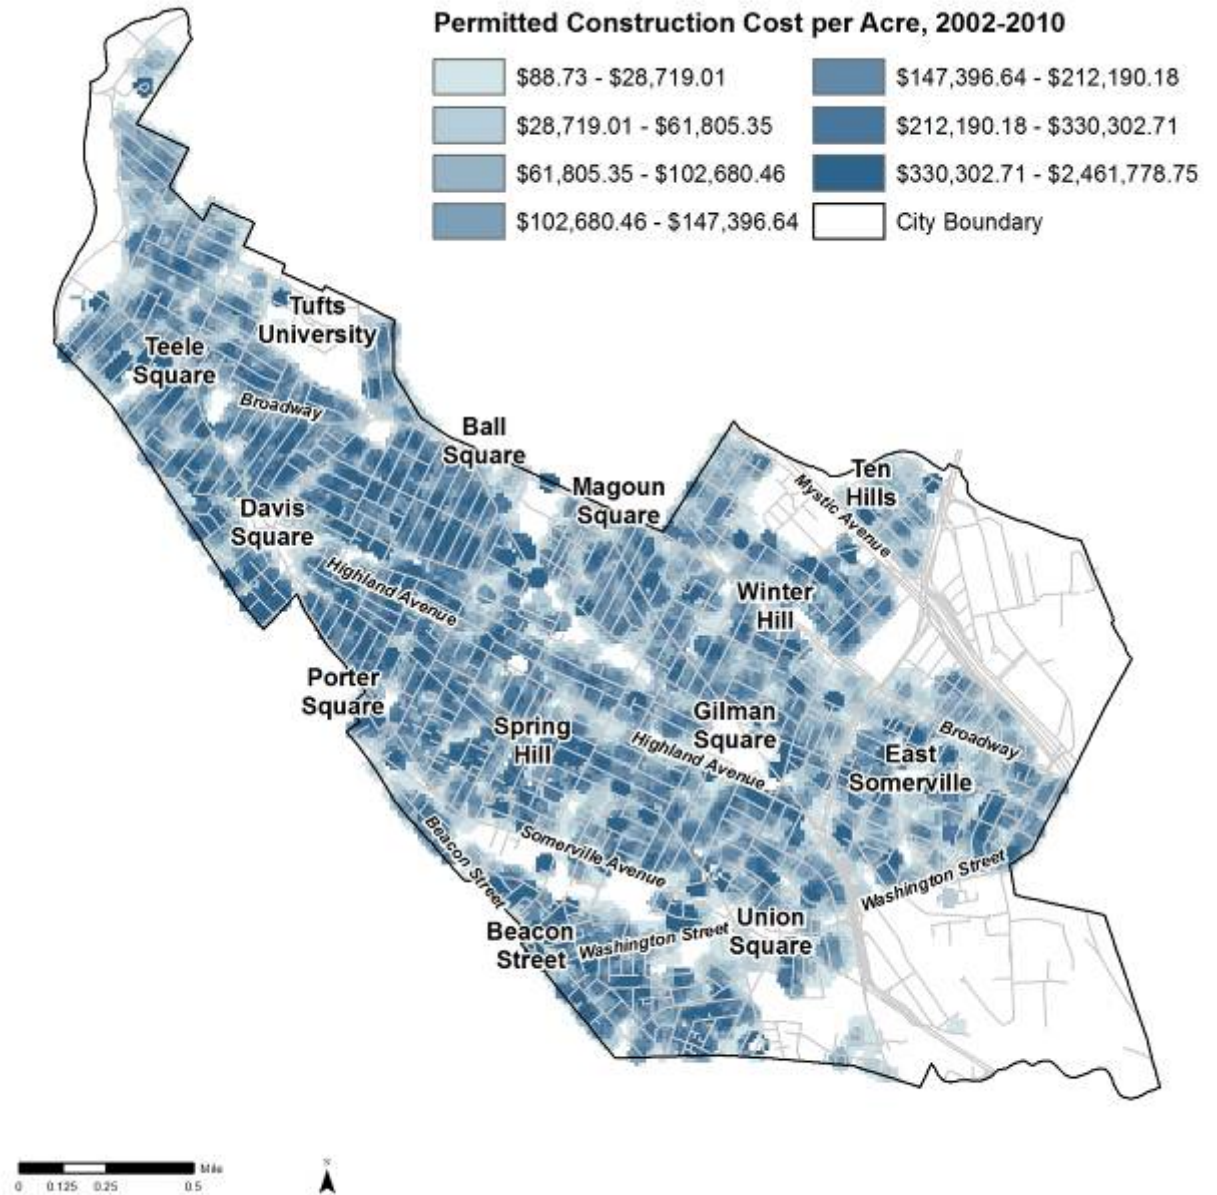 Permitted Construction Cost per Acre, 2002-2010
$88.73 - $28,719.01
$147,396.64 - $212,190.18
$28,719.01 - $61,805.35
$212,190.18 - $330,302.71
$61,805.35 - $102,680.46
$330,302.71 - $2,461,778.75
$102,680.46 - $147,396.64
City Boundary
Tufts
University
Teele
Square
Broadway
Ball
Square
Magoun
Square
Ten
Hills
Mystic Avenue
Davis
Square
Highland Avenue
Winter
Hill
Porter
Square
Spring
Hill
Gilman
Square
Highland Avenue
Broadway
East
Somerville
Beacon Street
Somerville Avenue
Washington Street
Union
Square
Beacon
Street
Washington Street
Mile
0 0.125 0.25 0.5
N